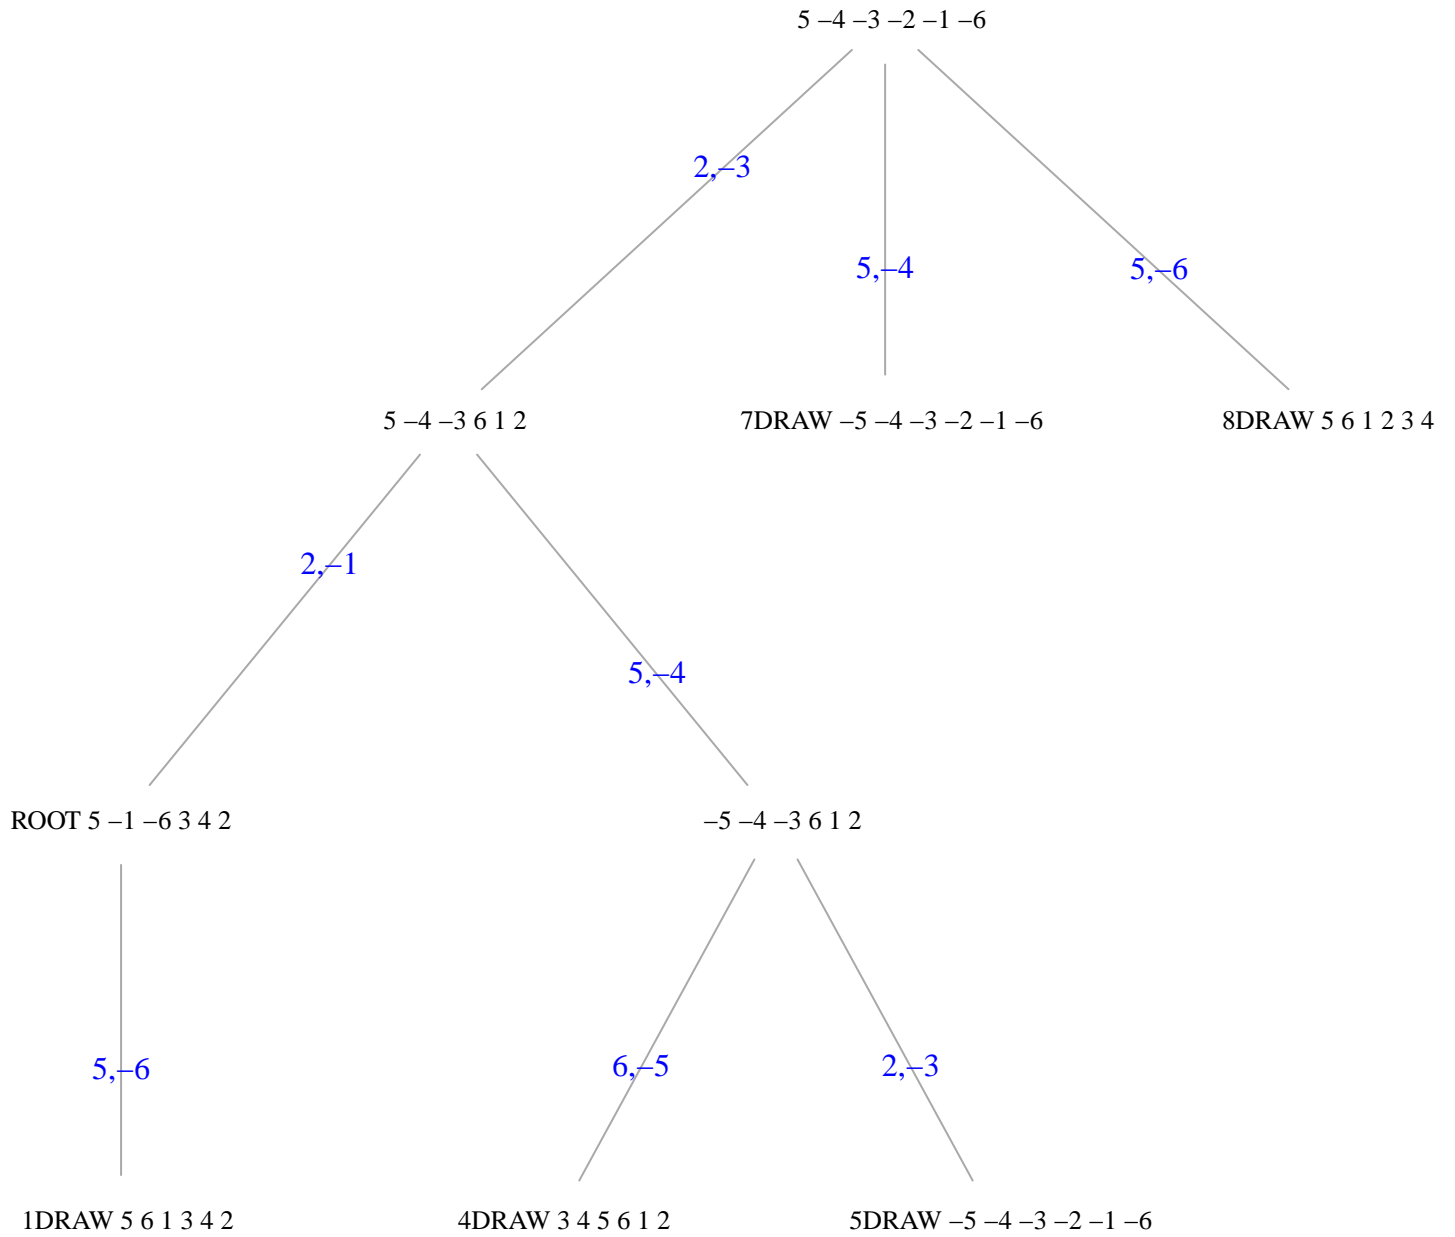 5 –4 –3 –2 –1 –6
2,–3
5,–4
5,–6
5 –4 –3 6 1 2
7DRAW –5 –4 –3 –2 –1 –6
8DRAW 5 6 1 2 3 4
2,–1
5,–4
ROOT 5 –1 –6 3 4 2
–5 –4 –3 6 1 2
5,–6
6,–5
2,–3
1DRAW 5 6 1 3 4 2
4DRAW 3 4 5 6 1 2
5DRAW –5 –4 –3 –2 –1 –6